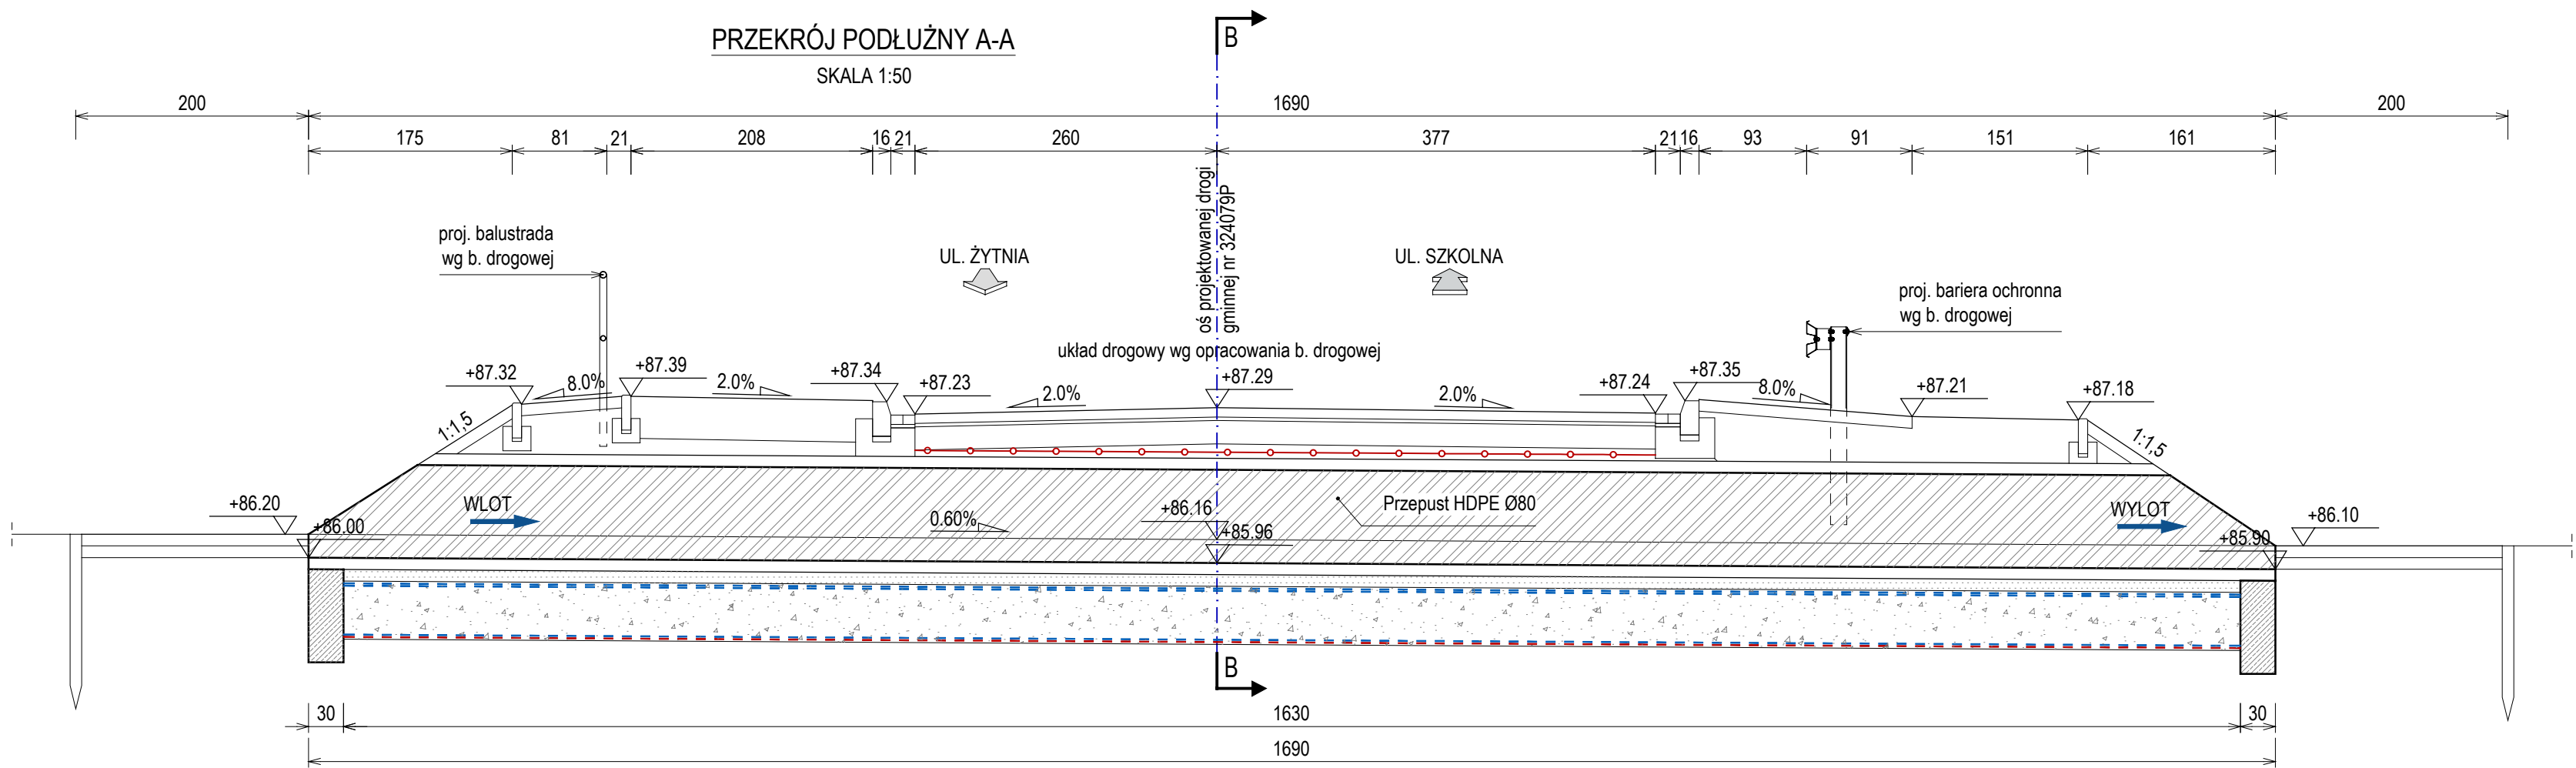 PRZEKRÓJ PODŁUŻNY A-A
SKALA 1:50
B
200
1690
200
175
81
21
208
16
21
260
377
21
16
93
91
151
161
oś projektowanej drogi
gminnej nr 324079P
proj. balustrada
wg b. drogowej
UL. ŻYTNIA
UL. SZKOLNA
proj. bariera ochronna
wg b. drogowej
układ drogowy wg opracowania b. drogowej
+87.32
8.0%
+87.39
2.0%
+87.34
+87.23
2.0%
+87.29
2.0%
+87.24
+87.35
8.0%
+87.21
+87.18
1:1,5
1:1,5
+86.20
+86.00
WLOT
0.60%
+86.16
+85.96
Przepust HDPE Ø80
WYLOT
+85.90
+86.10
B
30
1630
30
1690